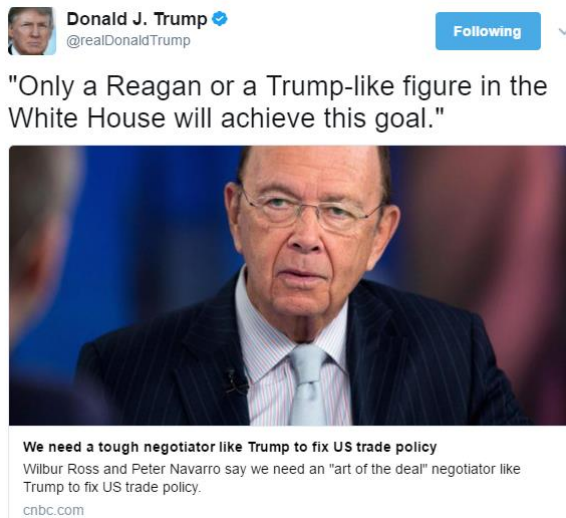 Donald J. Trump
@realDonaldTrump
Following
"Only a Reagan or a Trump-like figure in the
White House will achieve this goal."
We need a tough negotiator like Trump to fix US trade policy
Wilbur Ross and Peter Navarro say we need an "art of the deal" negotiator like
Trump to fix US trade policy.
cnbc.com